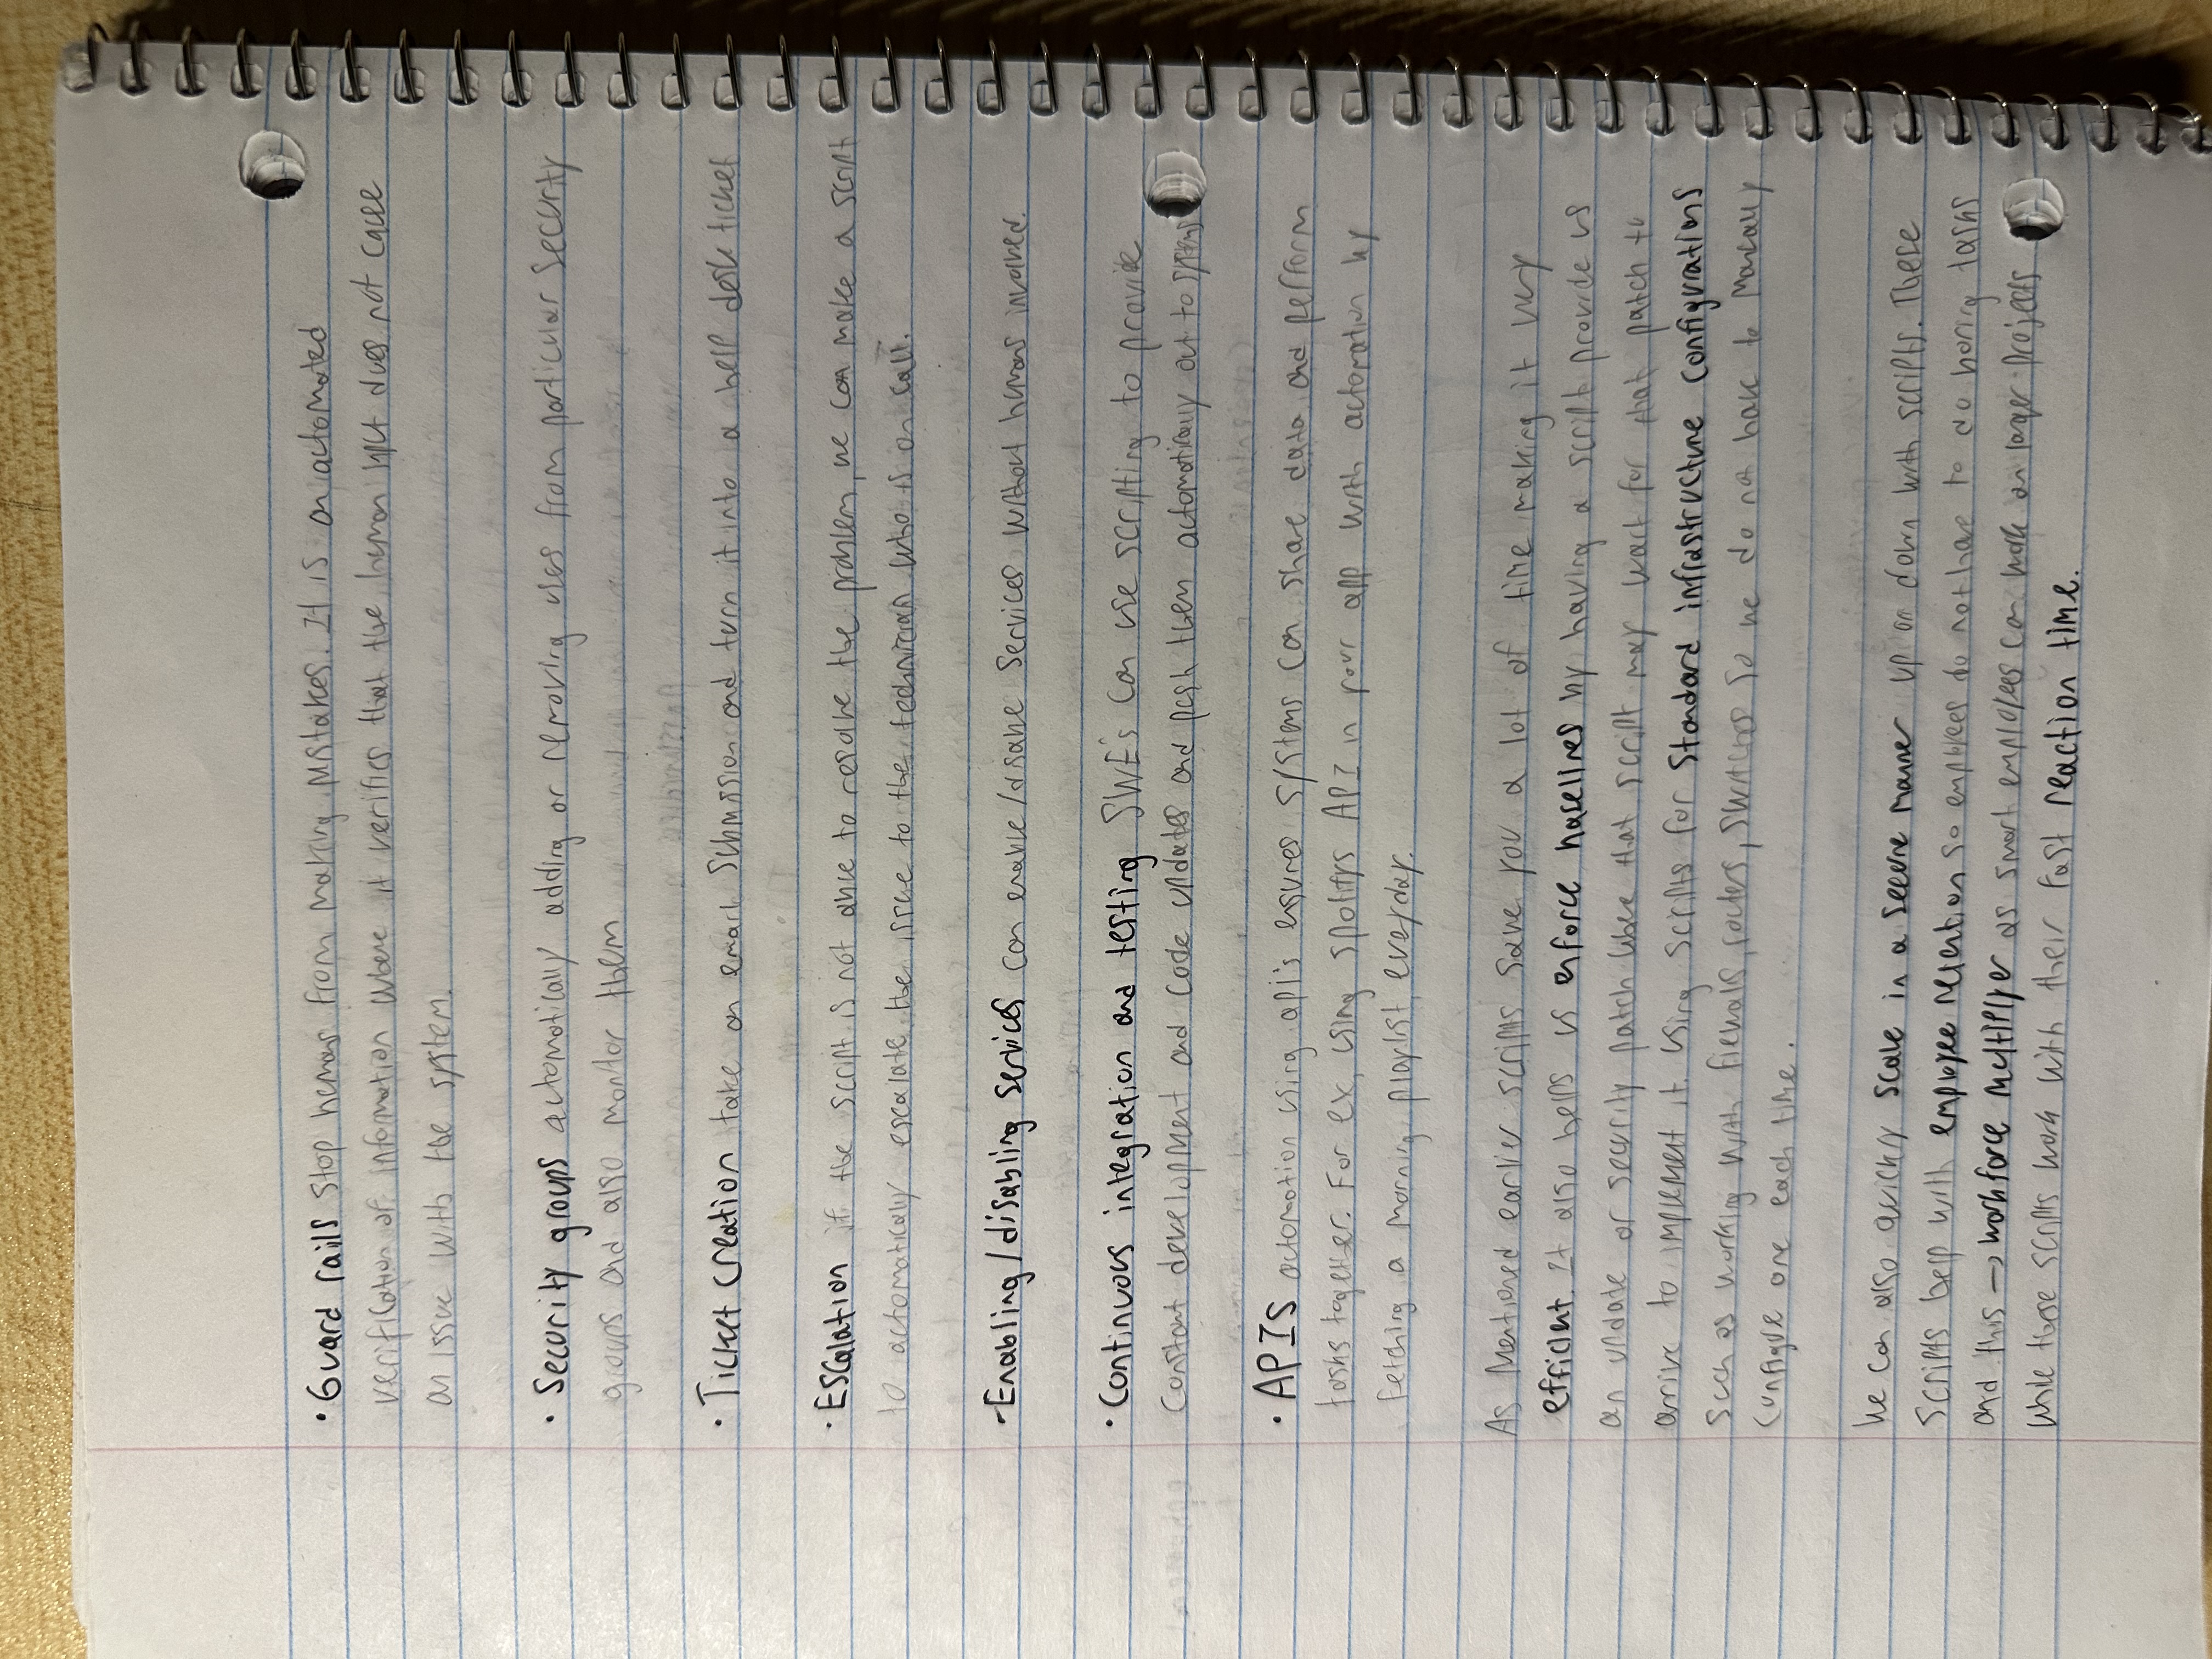 • Guard rails stop humans from making mistakes. It is an automated
verification of information where it verifies that the human input does not cause
an issue with the system.
• Security groups automatically adding or removing uses from particular security
groups and also monitor them
• Ticket creation take an email submission and turn it into a help desk ticket
• Escalation if the script is not able to resolve the problem, we can make a script
to automatically escalate the issue to the technician who is on call.
- Enabling/disabling services can enable/disable services without humans involved.
• Continuous integration and testing SWE's can use scripting to provide
constant development and code updates and push them automatically out to systems
• APIs automation using api's ensures systems can share data and perform
tasks together. For ex, using spotifys API in your app with automation by
fetching a morning playlist everyday.
As mentioned earlier scripts save you a lot of time making it very
efficient. It also helps us enforce baselines by having a script provide us
an update or security patch where that script may wait for that patch to
arrive to implement it. Using scripts for standard infrastructure configurations
such as working with firewalls, routers, switches so we do not have to manually
configure one each time.
We can also quickly scale in a secure manner up or down with scripts. These
scripts help with employee retention so employees do not have to do boring tasks
and this → workforce multiplyer as smart employees can work on larger projects
while these scripts work with their fast reaction time.